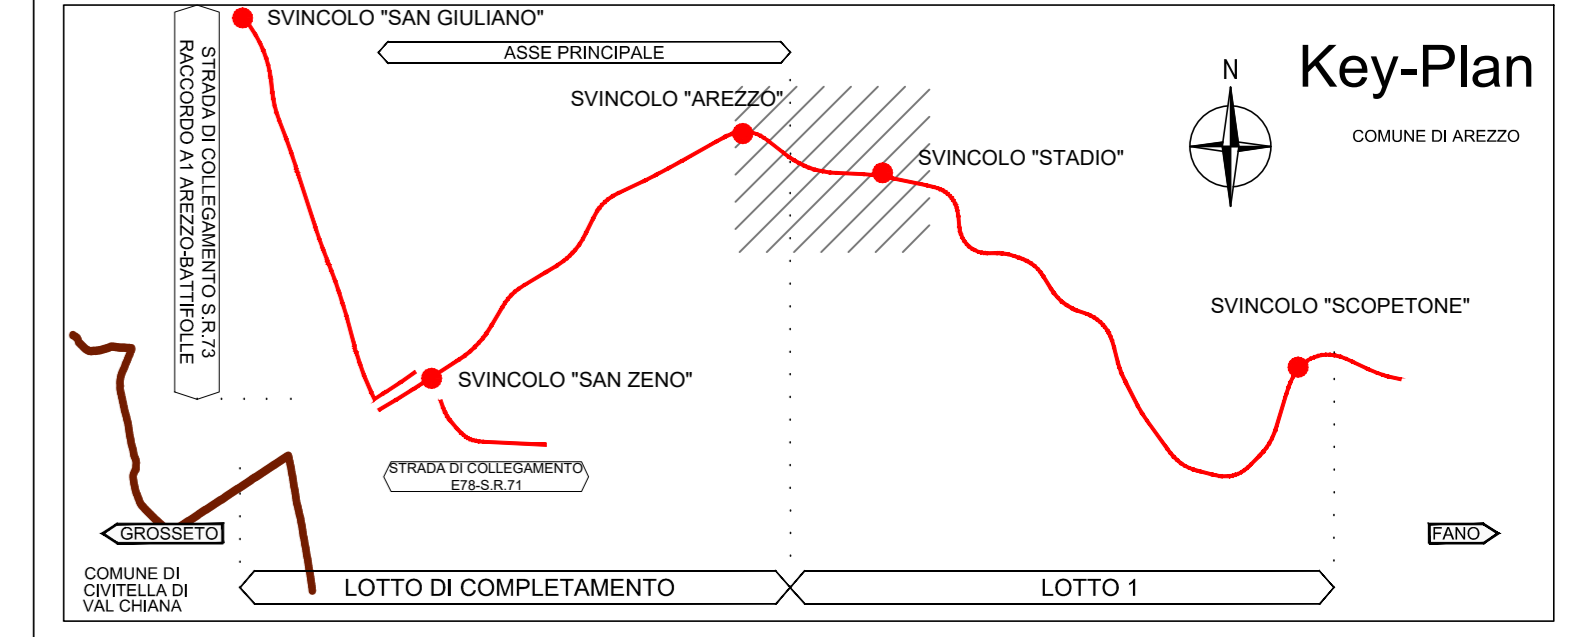 SVINCOLO "SAN GIULIANO"
STRADA DI COLLEGAMENTO S.R.73
RACCORDO A1 AREZZO-BATTIFOLLE
ASSE PRINCIPALE
Key-Plan
N
SVINCOLO "AREZZO"
COMUNE DI AREZZO
SVINCOLO "STADIO"
SVINCOLO "SCOPETONE"
SVINCOLO "SAN ZENO"
STRADA DI COLLEGAMENTO
E78-S.R.71
GROSSETO
FANO
COMUNE DI
CIVITELLA DI
VAL CHIANA
LOTTO DI COMPLETAMENTO
LOTTO 1